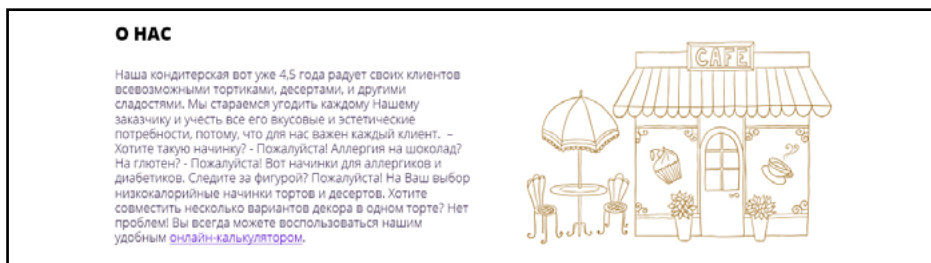 О НАС
Наша кондитерская вот уже 4,5 года радует своих клиентов
всевозможными тортиками, десертами, и другими
сладостями. Мы стараемся угодить каждому Нашему
заказчику и учесть все его вкусовые и эстетические
потребности, потому, что для нас важен каждый клиент. –
Хотите такую начинку? - Пожалуйста! Аллергия на шоколад?
На глютен? - Пожалуйста! Вот начинки для аллергиков и
диабетиков. Следите за фигурой? Пожалуйста! На Ваш выбор
низкокалорийные начинки тортов и десертов. Хотите
совместить несколько вариантов декора в одном торте? Нет
проблем! Вы всегда можете воспользоваться нашим
удобным онлайн-калькулятором.
CAFE